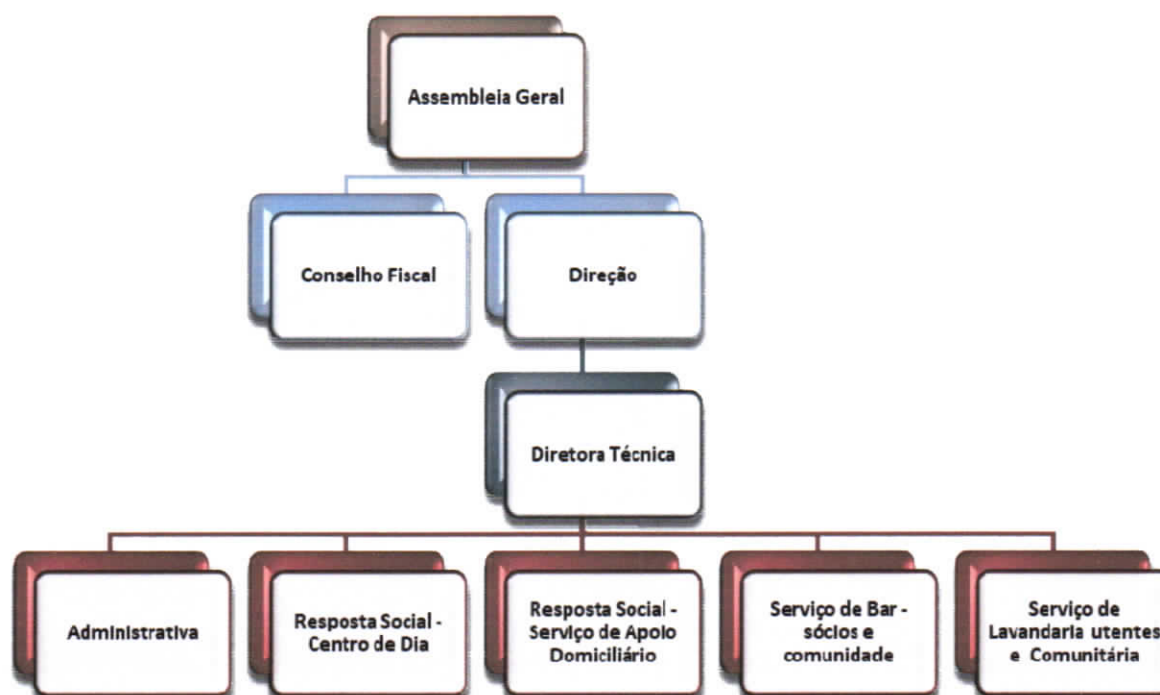 Assembleia Geral
Conselho Fiscal
Direção
Diretora Técnica
Administrativa
Resposta Social -
Centro de Dia
Resposta Social -
Serviço de Apoio
Domiciliário
Serviço de Bar -
sócios e
comunidade
Serviço de
Lavandaria utentes
e Comunitária